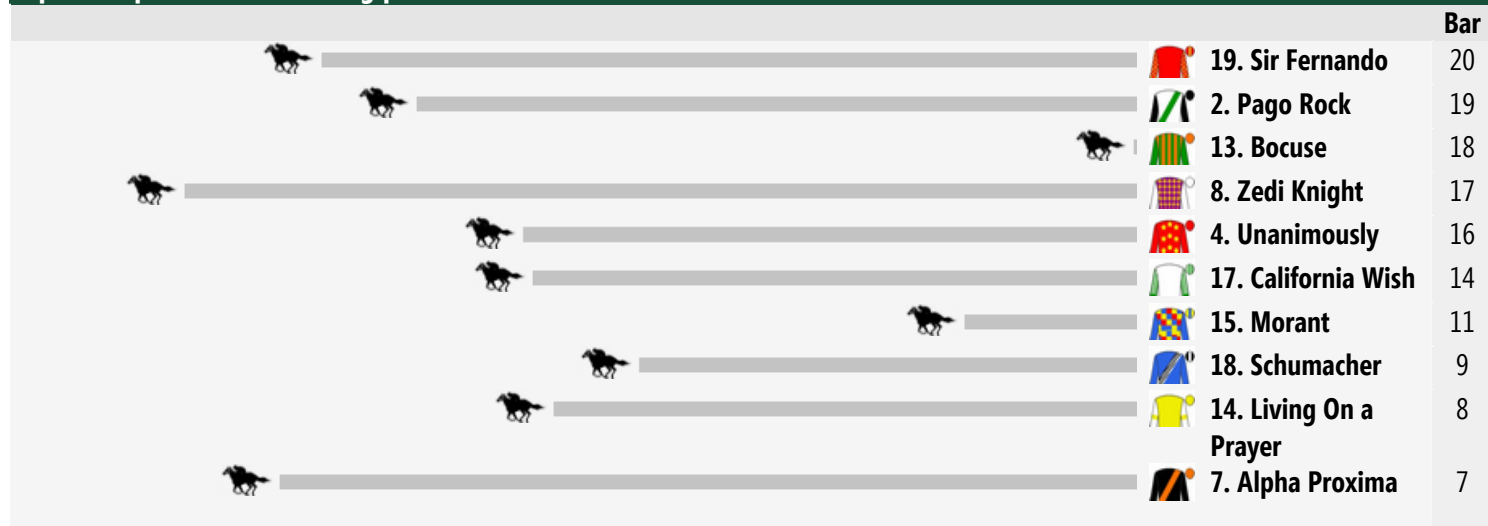 Bar
19. Sir Fernando 20
2. Pago Rock 19
13. Bocuse 18
8. Zedi Knight 17
4. Unanimously 16
17. California Wish 14
15. Morant 11
18. Schumacher 9
14. Living On a 8
Prayer
7. Alpha Proxima 7